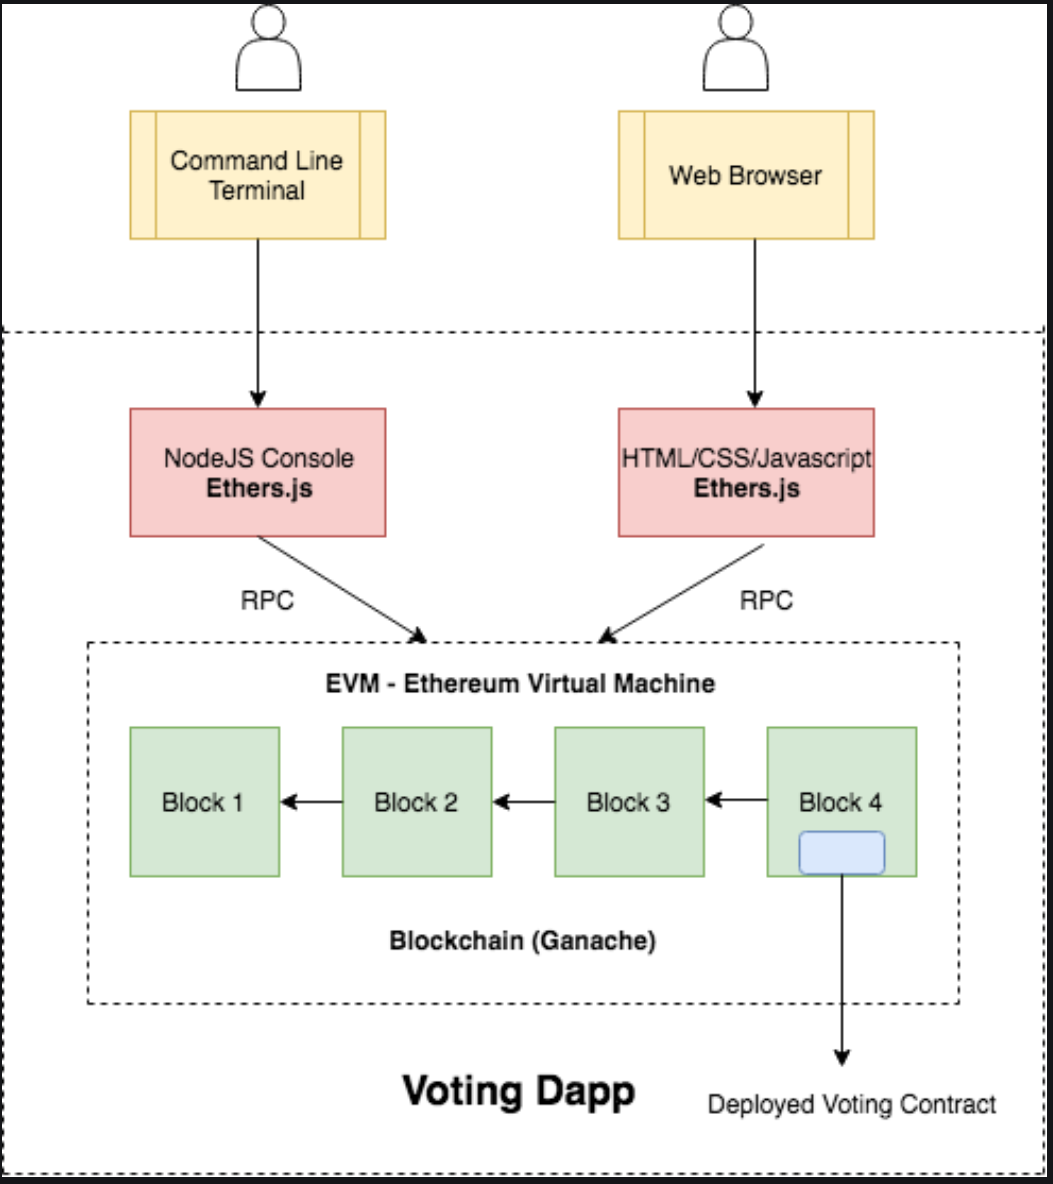 Command Line
Terminal
Web Browser
NodeJS Console
Ethers.js
HTML/CSS/Javascript
Ethers.js
RPC
RPC
EVM - Ethereum Virtual Machine
Block 1
Block 2
Block 3
Block 4
Blockchain (Ganache)
Voting Dapp
Deployed Voting Contract